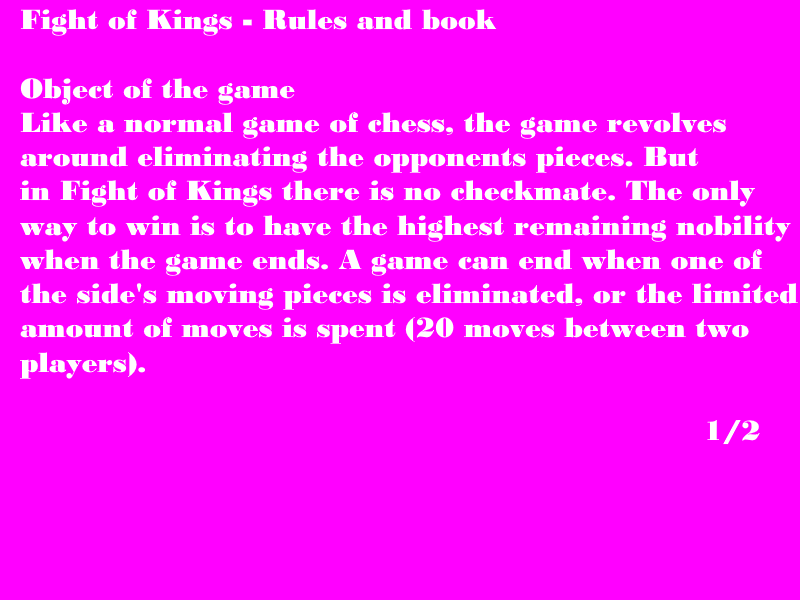 Fight of Kings - Rules and book
Object of the game
Like a normal game of chess, the game revolves
around eliminating the opponents pieces. But
in Fight of Kings there is no checkmate. The only
way to win is to have the highest remaining nobility
when the game ends. A game can end when one of
the side's moving pieces is eliminated, or the limited
amount of moves is spent (20 moves between two
players).
1/2